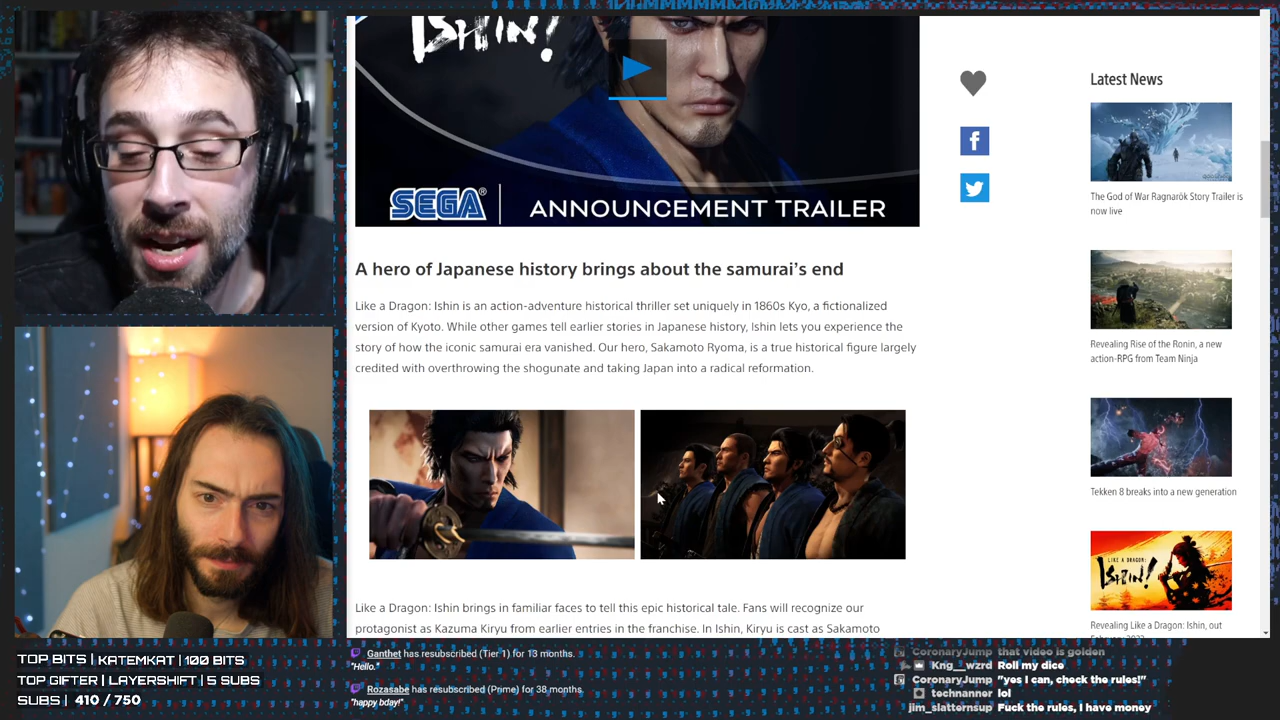 ISHIN!
SEGA®
ANNOUNCEMENT TRAILER
A hero of Japanese history brings about the samurai's end
Like a Dragon: Ishin is an action-adventure historical thriller set uniquely in 1860s Kyo, a fictionalized
version of Kyoto. While other games tell earlier stories in Japanese history, Ishin lets you experience the
story of how the iconic samurai era vanished. Our hero, Sakamoto Ryoma, is a true historical figure largely
credited with overthrowing the shogunate and taking Japan into a radical reformation.
Like a Dragon: Ishin brings in familiar faces to tell this epic historical tale. Fans will recognize our
protagonist as Kazuma Kiryu from earlier entries in the franchise. In Ishin, Kiryu is cast as Sakamoto
Latest News
The God of War Ragnarök Story Trailer is
now live
Revealing Rise of the Ronin, a new
action-RPG from Team Ninja
Tekken 8 breaks into a new generation
LIKE A DRAGON:
ISHIN!
Revealing Like a Dragon: Ishin, out
TOP BITS | KATEMKAT | 100 BITS
TOP GIFTER | LAYERSHIFT | 5 SUBS
SUBS | 410 / 750
Ganthet has resubscribed (Tier 1) for 13 months.
"Hello."
Rozasabe has resubscribed (Prime) for 38 months.
"happy bday!"
CoronaryJump that video is golden
Kng__wzrd Roll my dice
CoronaryJump "yes I can, check the rules!"
technanner lol
jim_slatternsup Fuck the rules, I have money